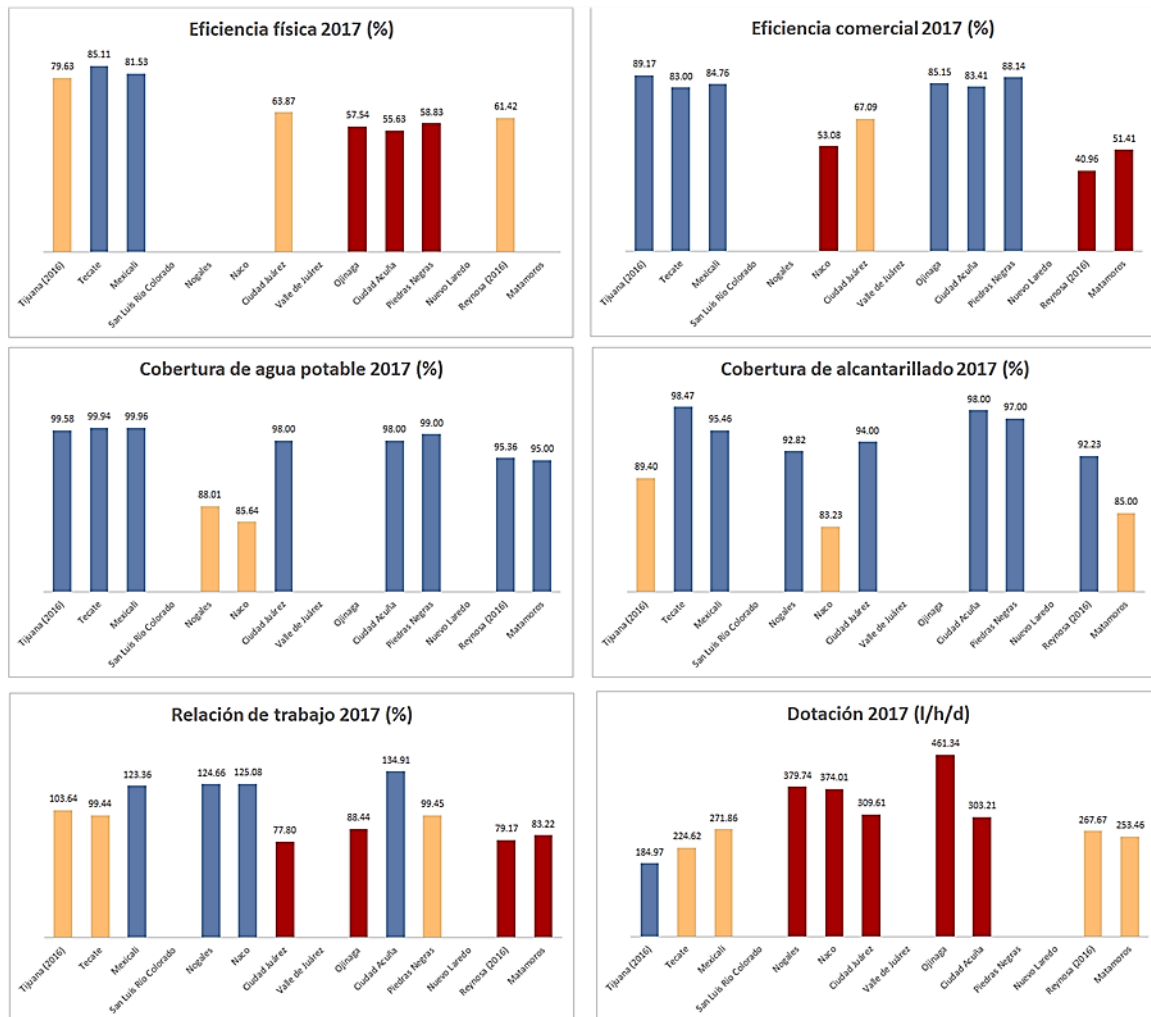 Eficiencia física 2017 (%)
79.63
85.11
81.53
63.87
57.54
55.63
58.83
61.42
Tijuana (2016)
Tecate
Mexicali
San Luis Río Colorado
Nogales
Naco
Ciudad Juárez
Valle de Juárez
Ojinaga
Ciudad Acuña
Piedras Negras
Nuevo Laredo
Reynosa (2016)
Matamoros
Eficiencia comercial 2017 (%)
89.17
83.00
84.76
53.08
67.09
85.15
83.41
88.14
40.96
51.41
Tijuana (2016)
Tecate
Mexicali
San Luis Río Colorado
Nogales
Naco
Ciudad Juárez
Valle de Juárez
Ojinaga
Ciudad Acuña
Piedras Negras
Nuevo Laredo
Reynosa (2016)
Matamoros
Cobertura de agua potable 2017 (%)
99.58
99.94
99.96
88.01
85.64
98.00
98.00
99.00
95.36
95.00
Tijuana (2016)
Tecate
Mexicali
San Luis Río Colorado
Nogales
Naco
Ciudad Juárez
Valle de Juárez
Ojinaga
Ciudad Acuña
Piedras Negras
Nuevo Laredo
Reynosa (2016)
Matamoros
Cobertura de alcantarillado 2017 (%)
89.40
98.47
95.46
92.82
83.23
94.00
98.00
97.00
92.23
85.00
Tijuana (2016)
Tecate
Mexicali
San Luis Río Colorado
Nogales
Naco
Ciudad Juárez
Valle de Juárez
Ojinaga
Ciudad Acuña
Piedras Negras
Nuevo Laredo
Reynosa (2016)
Matamoros
Relación de trabajo 2017 (%)
103.64
99.44
123.36
124.66
125.08
77.80
88.44
134.91
99.45
79.17
83.22
Tijuana (2016)
Tecate
Mexicali
San Luis Río Colorado
Nogales
Naco
Ciudad Juárez
Valle de Juárez
Ojinaga
Ciudad Acuña
Piedras Negras
Nuevo Laredo
Reynosa (2016)
Matamoros
Dotación 2017 (l/h/d)
184.97
224.62
271.86
379.74
374.01
309.61
461.34
303.21
267.67
253.46
Tijuana (2016)
Tecate
Mexicali
San Luis Río Colorado
Nogales
Naco
Ciudad Juárez
Valle de Juárez
Ojinaga
Ciudad Acuña
Piedras Negras
Nuevo Laredo
Reynosa (2016)
Matamoros